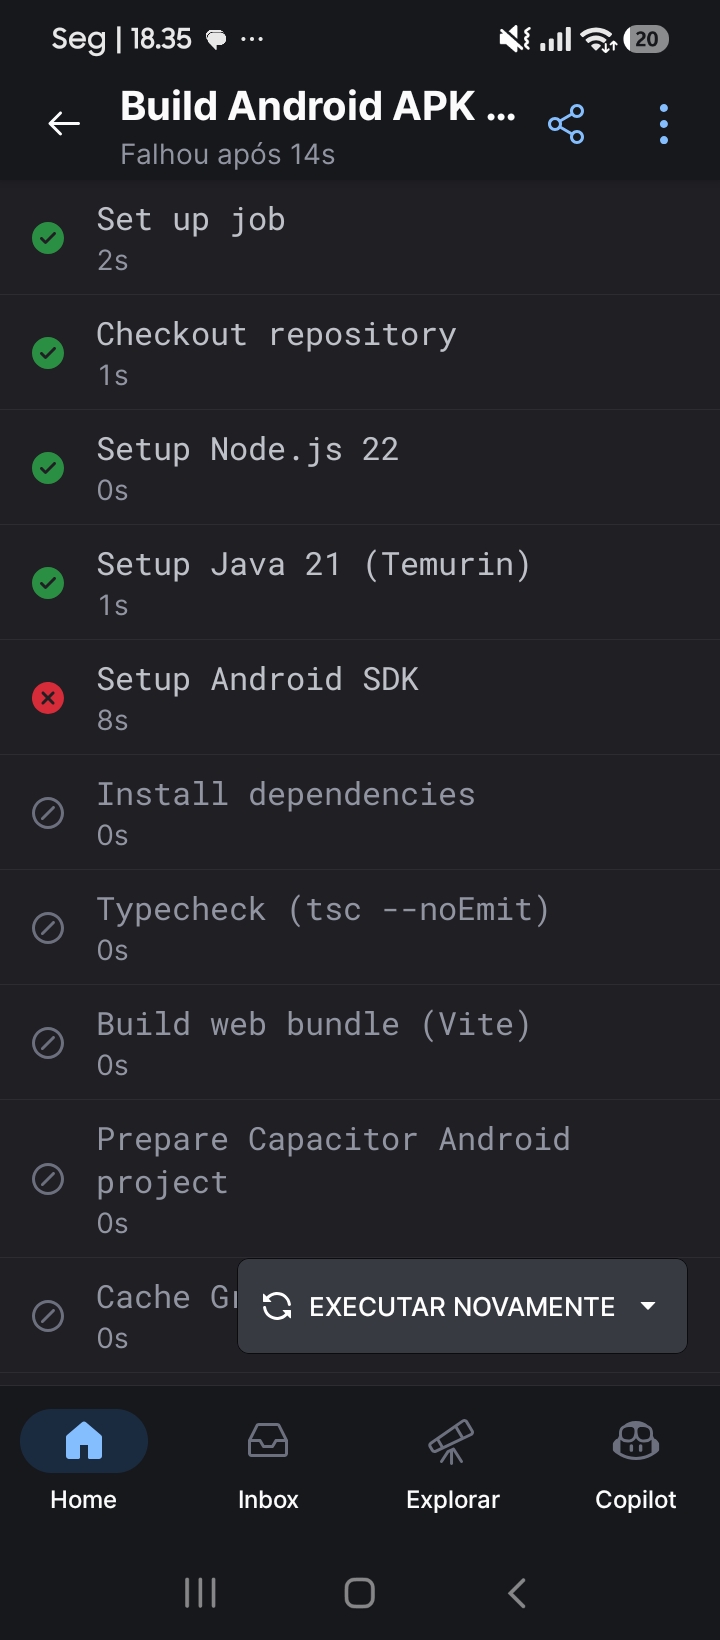 Seg | 18.35
20
Build Android APK ...
Falhou após 14s
Set up job
2s
Checkout repository
1s
Setup Node.js 22
0s
Setup Java 21 (Temurin)
1s
Setup Android SDK
8s
Install dependencies
0s
Typecheck (tsc --noEmit)
0s
Build web bundle (Vite)
0s
Prepare Capacitor Android
project
0s
Cache
0s
EXECUTAR NOVAMENTE
Home
Inbox
Explorar
Copilot